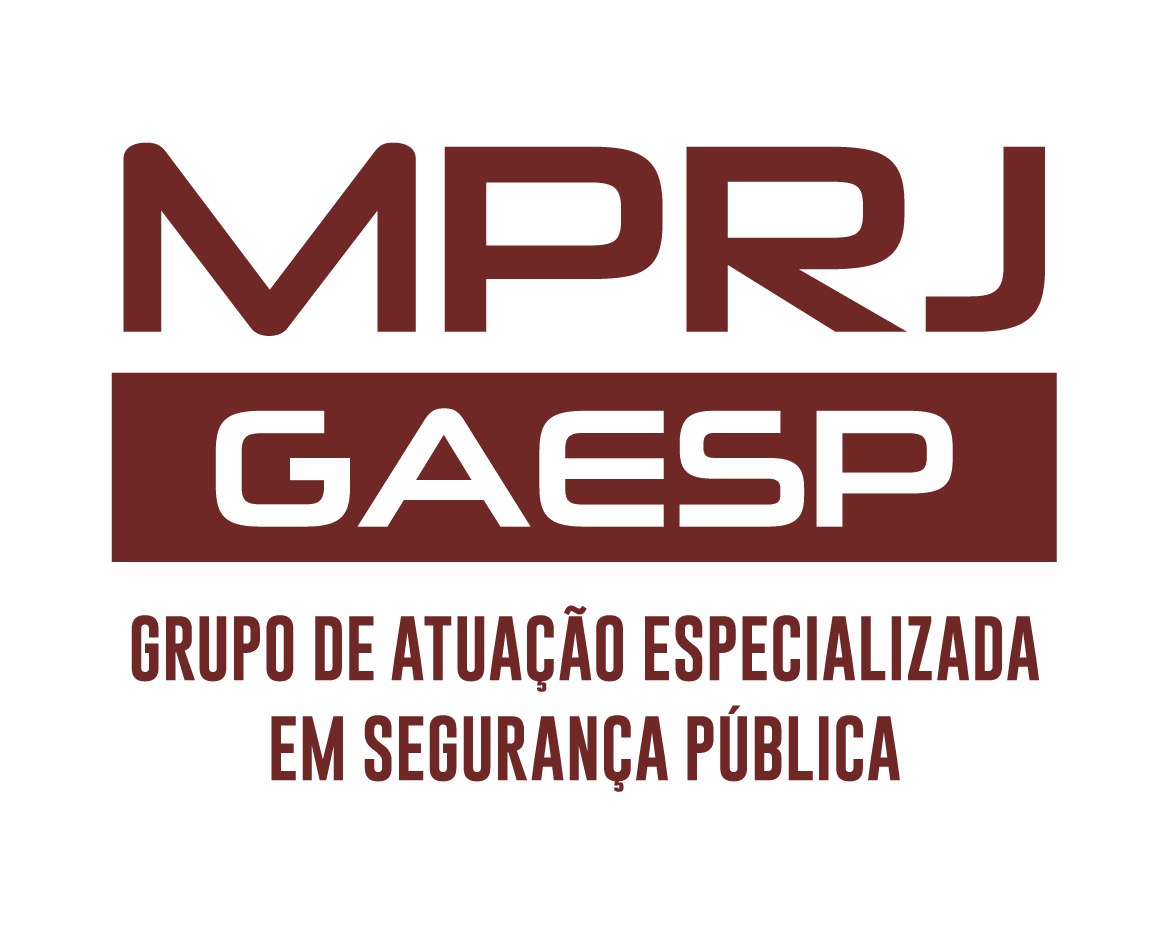 MPRJ
GAESP
GRUPO DE ATUAÇÃO ESPECIALIZADA
EM SEGURANÇA PÚBLICA